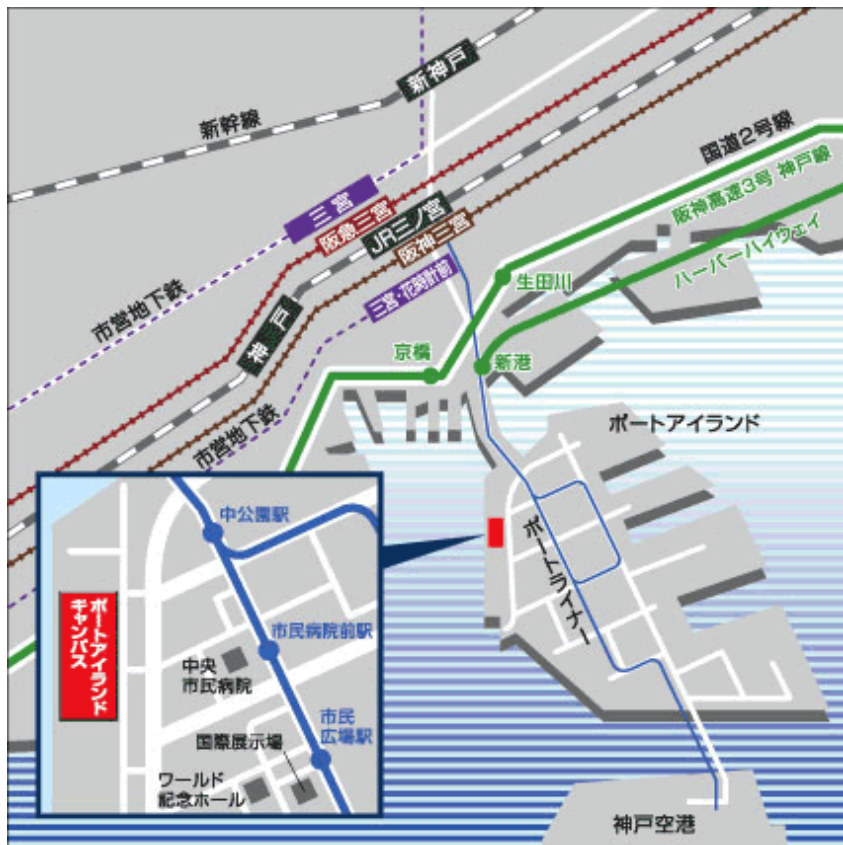 新神戸
新幹線
国道2号線
阪神高速3号 神戸線
ハーバーハイウェイ
三宮
阪急三宮
JR三ノ宮
阪神三宮
三宮・花時計前
生田川
市営地下鉄
神戸
京橋
新港
市営地下鉄
ポートアイランド
ポートライナー
中公園駅
市民病院前駅
中央
市民病院
ポートアイランド
キャンパス
市民
広場駅
国際展示場
ワールド
記念ホール
神戸空港